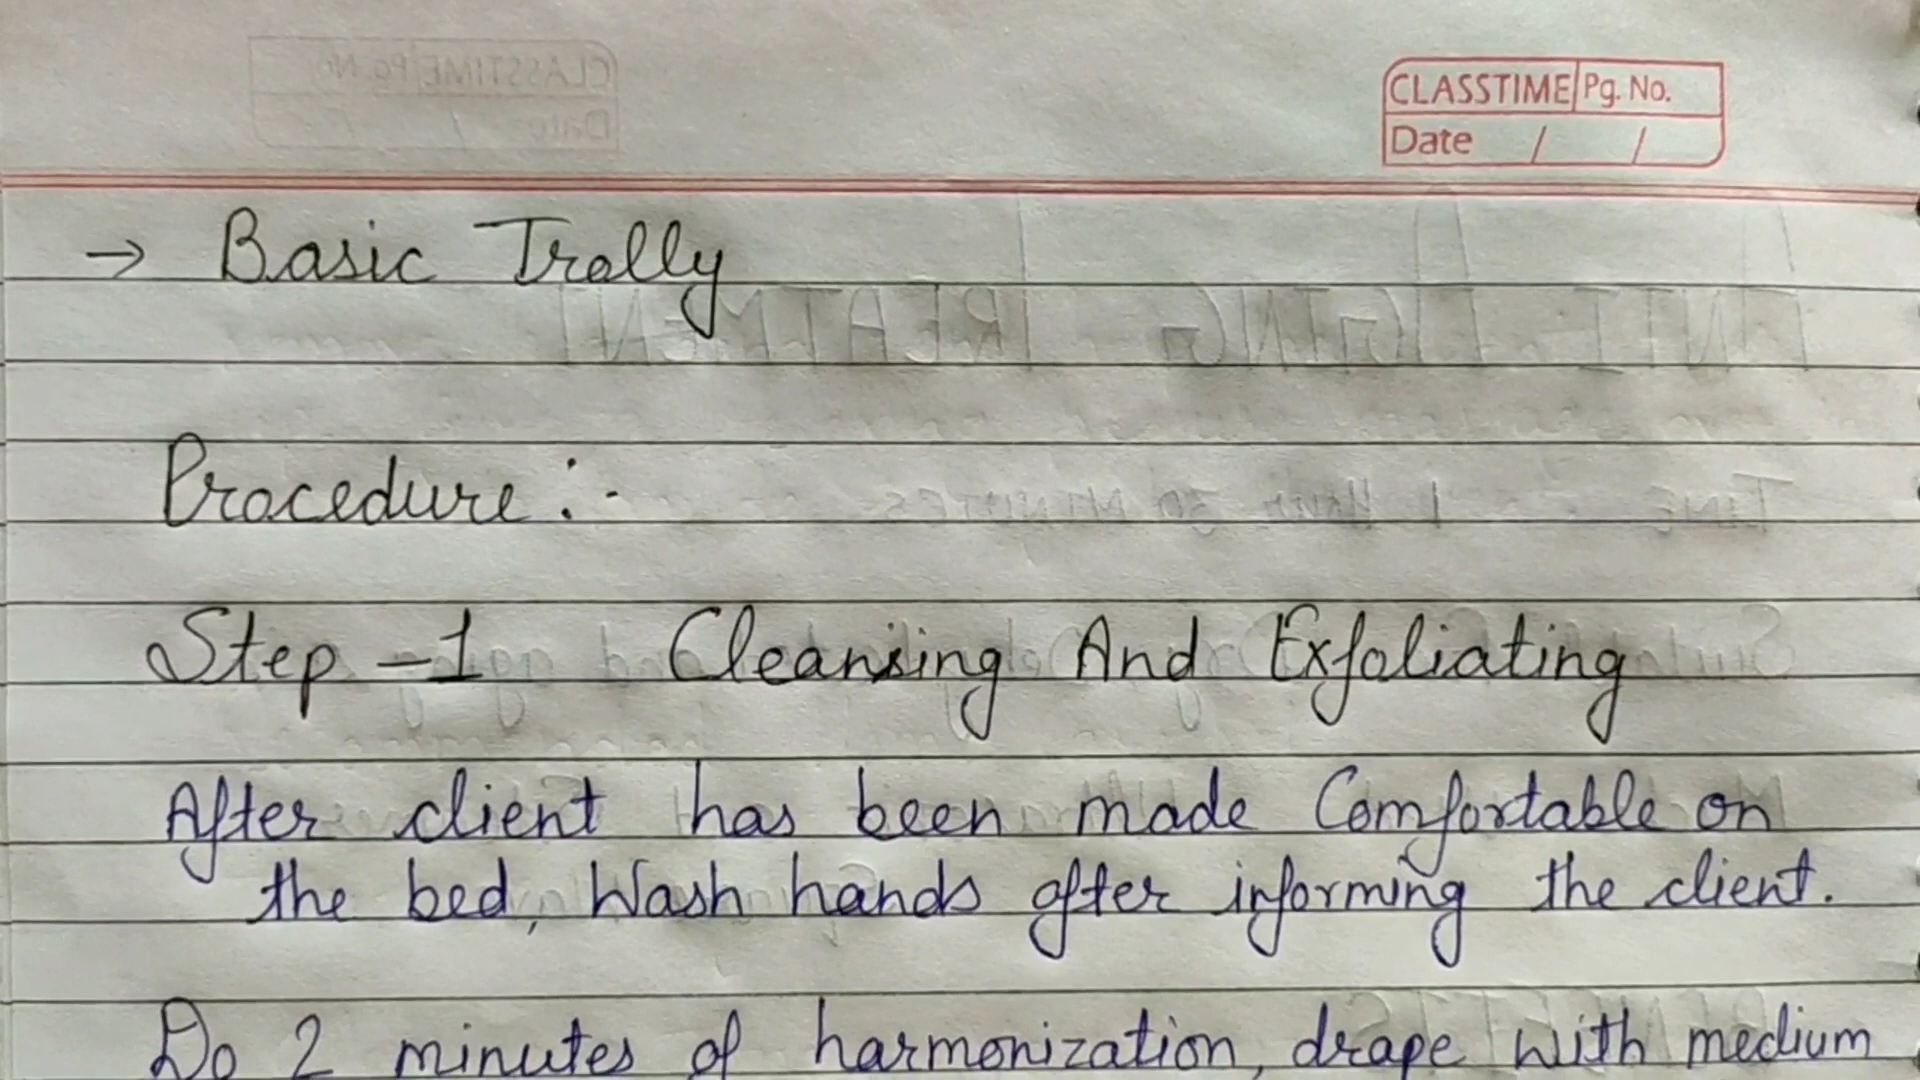 CLASSTIME Pg. No.
Date / /
→ Basic Trolly
Procedure :-
Step -1 Cleansing And Exfoliating
After client has been made Comfortable on
the bed, Wash hands after informing the client.
Do 2 minutes of harmonization, drape with medium